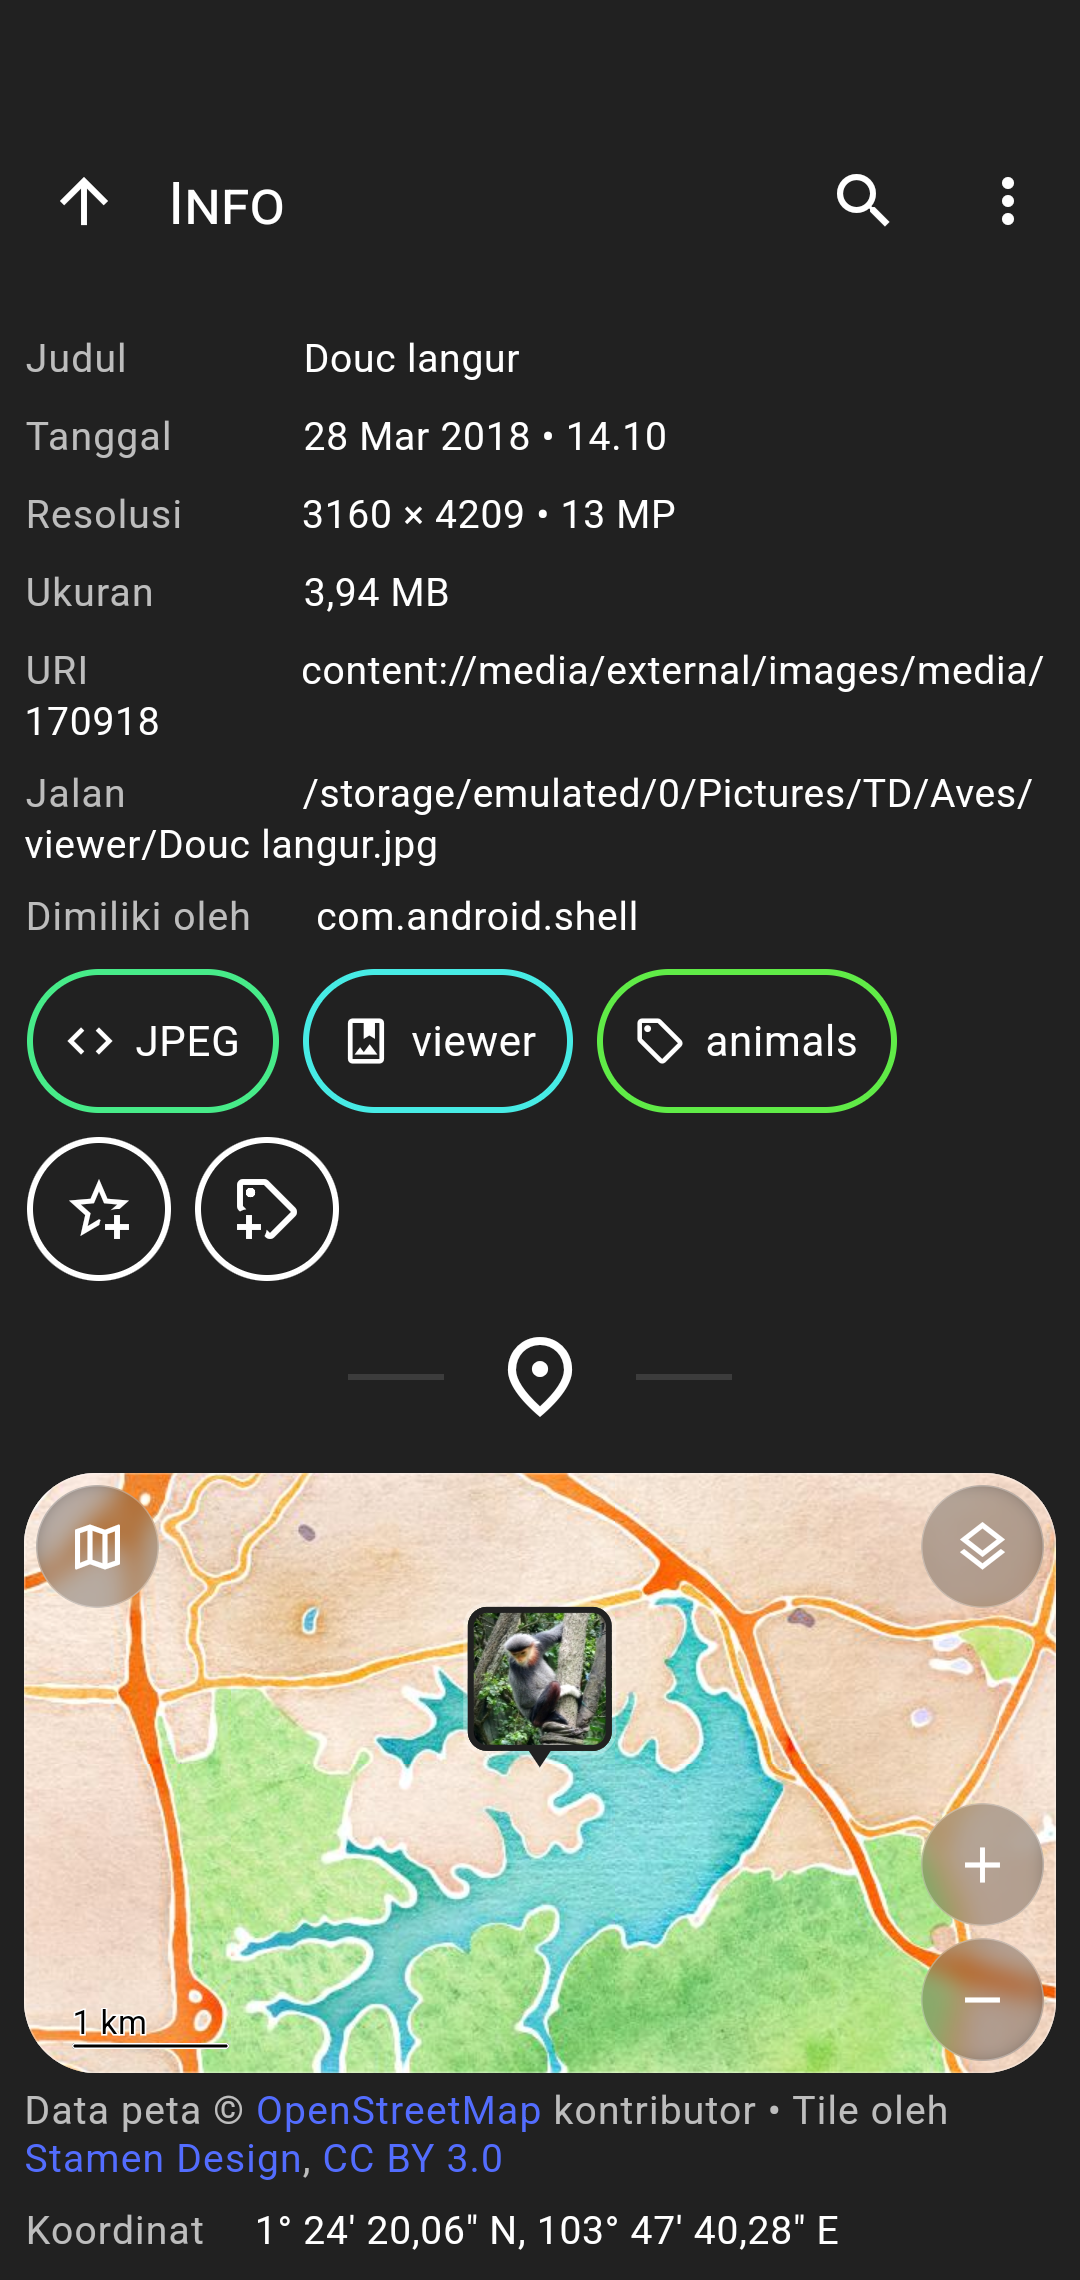 INFO
Judul Douc langur
Tanggal 28 Mar 2018 • 14.10
Resolusi 3160 × 4209 • 13 MP
Ukuran 3,94 MB
URI content://media/external/images/media/
170918
Jalan /storage/emulated/0/Pictures/TD/Aves/
viewer/Douc langur.jpg
Dimiliki oleh com.android.shell
JPEG viewer animals
1 km
Data peta © OpenStreetMap kontributor • Tile oleh
Stamen Design, CC BY 3.0
Koordinat 1° 24' 20,06" N, 103° 47' 40,28" E